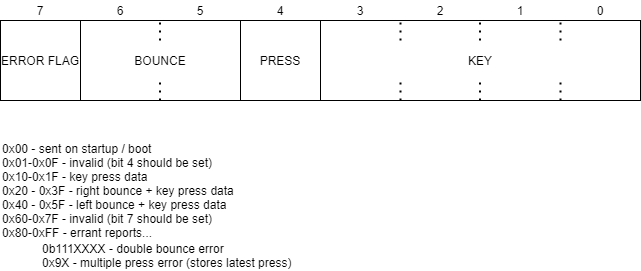 7 6 5 4 3 2 1 0
ERROR FLAG BOUNCE PRESS KEY
0x00 - sent on startup / boot
0x01-0x0F - invalid (bit 4 should be set)
0x10-0x1F - key press data
0x20 - 0x3F - right bounce + key press data
0x40 - 0x5F - left bounce + key press data
0x60-0x7F - invalid (bit 7 should be set)
0x80-0xFF - errant reports...
0b111XXXX - double bounce error
0x9X - multiple press error (stores latest press)